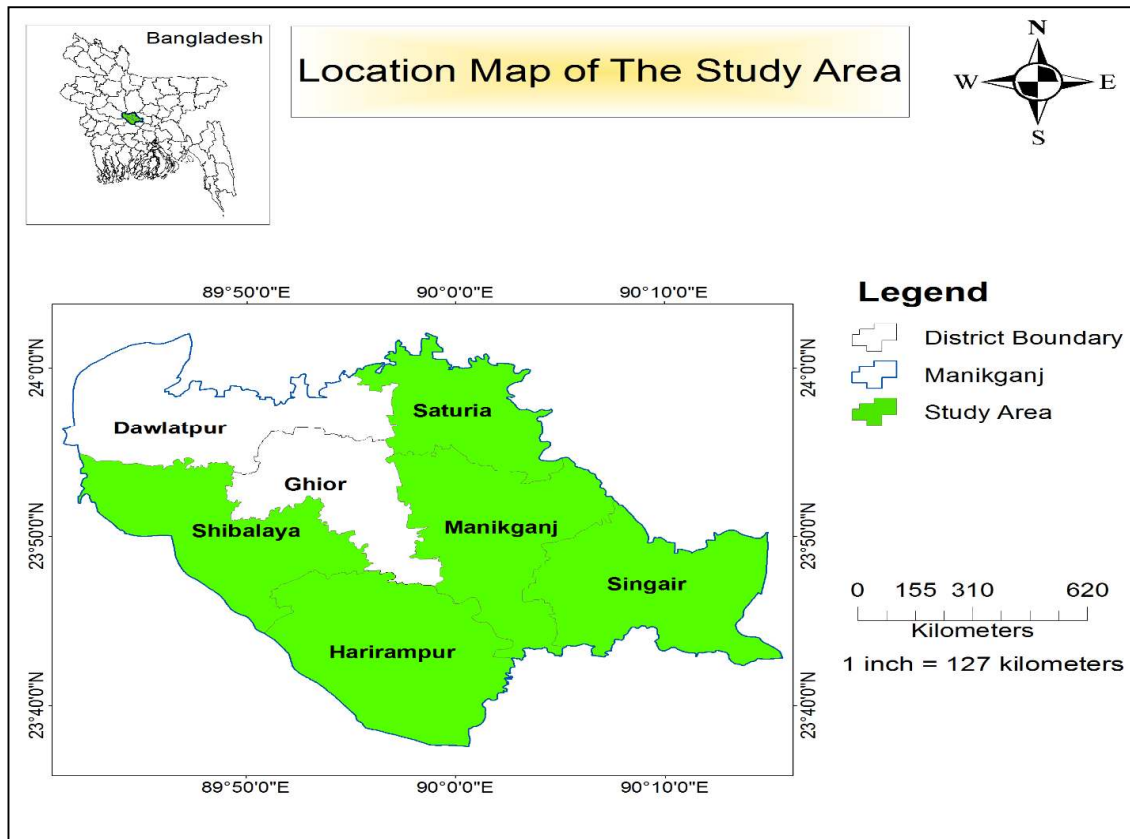 Bangladesh
Location Map of The Study Area
N
W E
S
89°50'0"E 90°0'0"E 90°10'0"E
24°0'0"N 24°0'0"N
23°50'0"N 23°50'0"N
23°40'0"N 23°40'0"N
Saturia
Dawlatpur
Ghior
Shibalaya
Manikganj
Singair
Harirampur
89°50'0"E 90°0'0"E 90°10'0"E
Legend
District Boundary
Manikganj
Study Area
0 155 310 620
Kilometers
1 inch = 127 kilometers